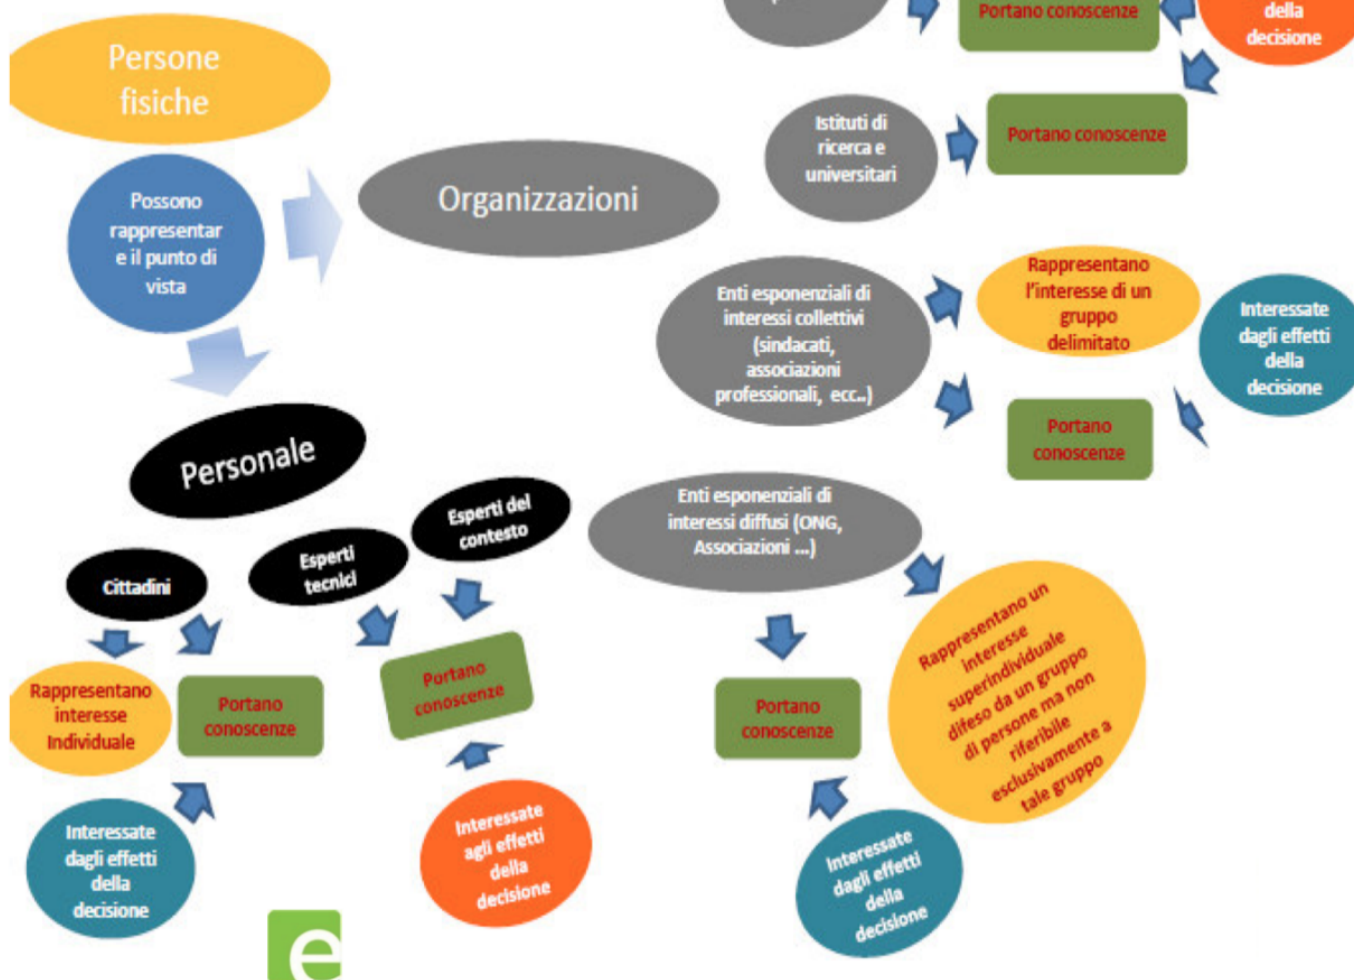 Persone
fisiche
Possono
rappresentar
e il punto di
vista
Organizzazioni
Personale
Cittadini
Esperti
tecnici
Esperti del
contesto
Rappresentano
interesse
Individuale
Portano
conoscenze
Portano
conoscenze
Interessate
dagli effetti
della
decisione
Interessate
agli effetti
della
decisione
e
Portano conoscenze
della
decisione
Istituti di
ricerca e
universitari
Portano conoscenze
Enti esponenziali di
interessi collettivi
(sindacati,
associazioni
professionali, ecc..)
Rappresentano
l'interesse di un
gruppo
delimitato
Portano
conoscenze
Interessate
dagli effetti
della
decisione
Enti esponenziali di
interessi diffusi (ONG,
Associazioni ...)
Portano
conoscenze
Rappresentano un
interesse
superindividuale
difeso da un gruppo
di persone ma non
riferibile
esclusivamente a
tale gruppo
Interessate
dagli effetti
della
decisione